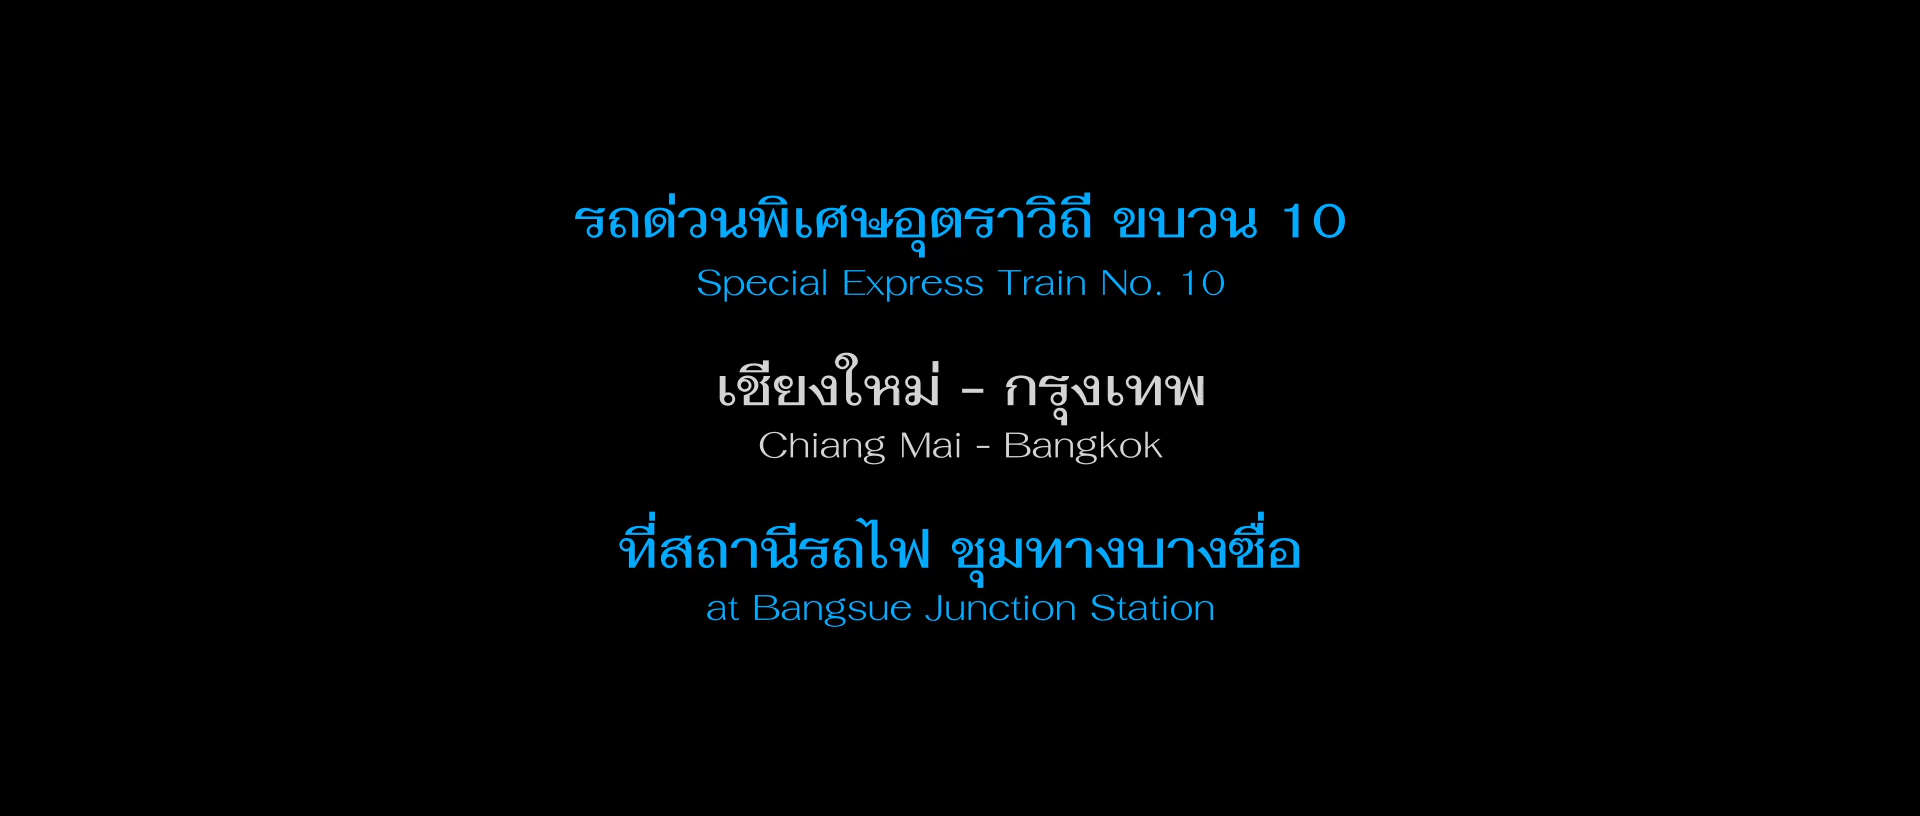 รถด่วนพิเศษอุตราวิถี ขบวน 10
Special Express Train No. 10
เชียงใหม่ - กรุงเทพ
Chiang Mai - Bangkok
ที่สถานีรถไฟ ชุมทางบางซื่อ
at Bangsue Junction Station